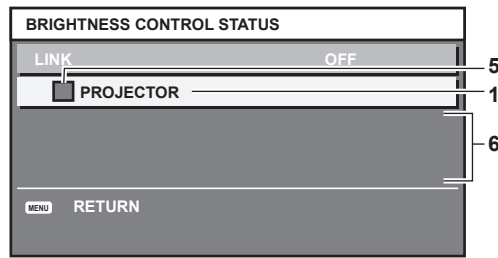 BRIGHTNESS CONTROL STATUS
LINK OFF
5
PROJECTOR
1
6
MENU RETURN